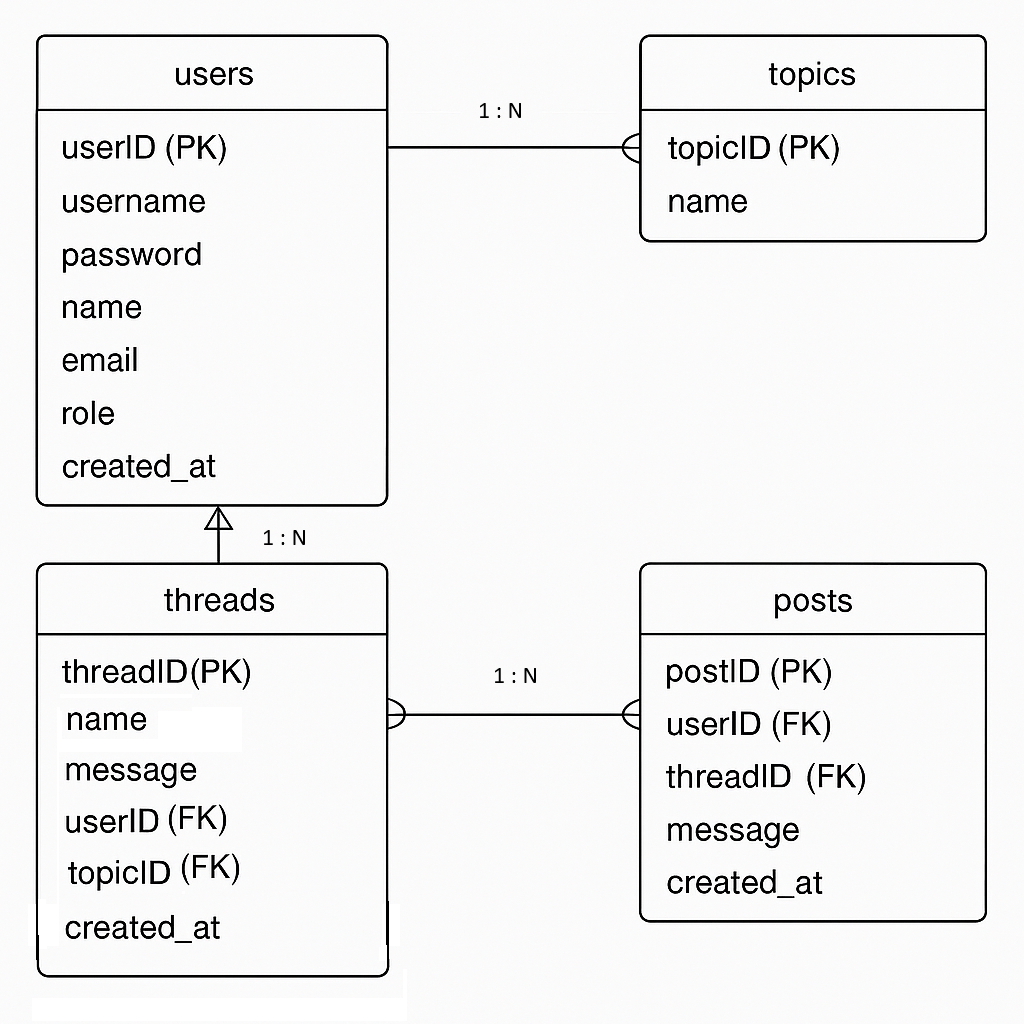 users
userID (PK)
username
password
name
email
role
created_at
1 : N
topics
topicID (PK)
name
1 : N
threads
threadID(PK)
name
message
userID (FK)
topicID (FK)
created_at
1 : N
posts
postID (PK)
userID (FK)
threadID (FK)
message
created_at